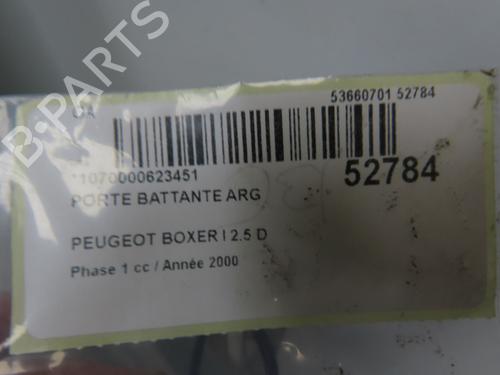 53660701 52784
*11070000623451
52784
PORTE BATTANTE ARG
PEUGEOT BOXER I 2.5 D
Phase 1 cc / Année 2000
B-PARTS